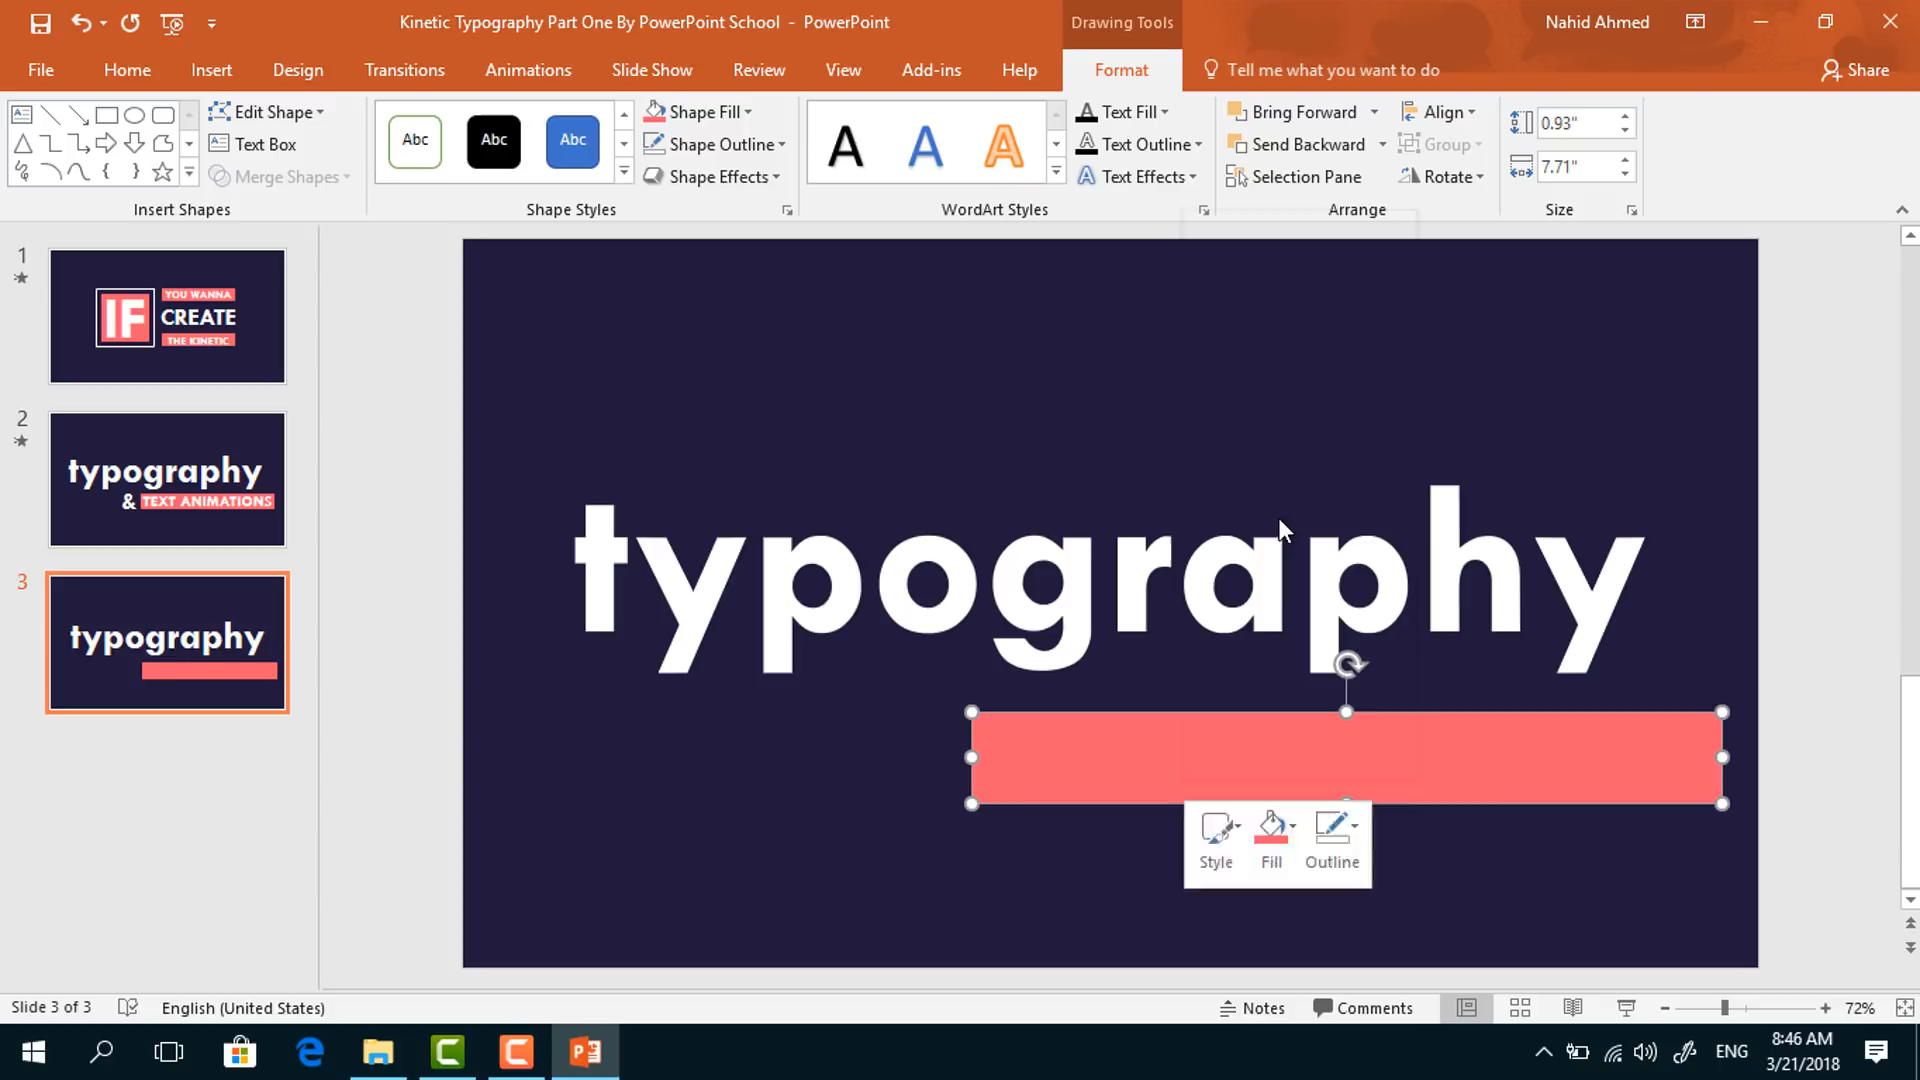 Kinetic Typography Part One By PowerPoint School - PowerPoint
Drawing Tools
Nahid Ahmed
File
Home
Insert
Design
Transitions
Animations
Slide Show
Review
View
Add-ins
Help
Format
Tell me what you want to do
Share
Edit Shape
Text Box
Merge Shapes
Insert Shapes
Abc
Abc
Abc
Shape Fill
Shape Outline
Shape Effects
Shape Styles
A
A
A
Text Fill
Text Outline
Text Effects
WordArt Styles
Bring Forward
Send Backward
Selection Pane
Align
Group
Rotate
Arrange
0.93"
7.71"
Size
1
IF
YOU WANNA
CREATE
THE KINETIC
2
typography
& TEXT ANIMATIONS
3
typography
typography
Style
Fill
Outline
Slide 3 of 3
English (United States)
Notes
Comments
72%
ENG
8:46 AM
3/21/2018